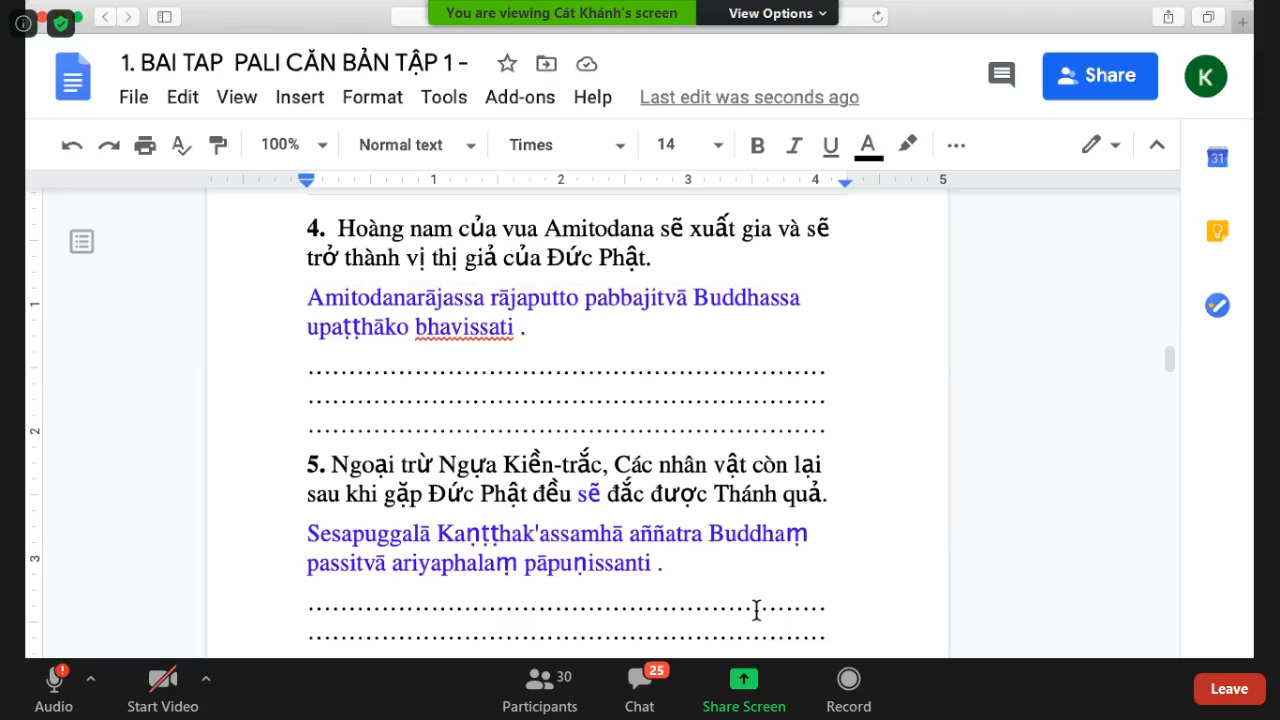 You are viewing Cát Khánh's screen
View Options
1. BAI TAP PALI CĂN BẢN TẬP 1 -
File Edit View Insert Format Tools Add-ons Help Last edit was seconds ago
Share
K
100% Normal text Times 14 B I U A
31
1 2 3 4 5
4. Hoàng nam của vua Amitodana sẽ xuất gia và sẽ
trở thành vị thị giả của Đức Phật.
Amitodanarājassa rājaputto pabbajitvā Buddhassa
upaṭṭhāko bhavissati .
....................................................................
....................................................................
....................................................................
5. Ngoại trừ Ngựa Kiền-trắc, Các nhân vật còn lại
sau khi gặp Đức Phật đều sẽ đắc được Thánh quả.
Sesapuggalā Kaṇṭṭhak'assamhā aññatra Buddhaṃ
passitvā ariyaphalaṃ pāpuṇissanti .
....................................................................
....................................................................
1
2
3
30
25
Audio Start Video Participants Chat Share Screen Record Leave